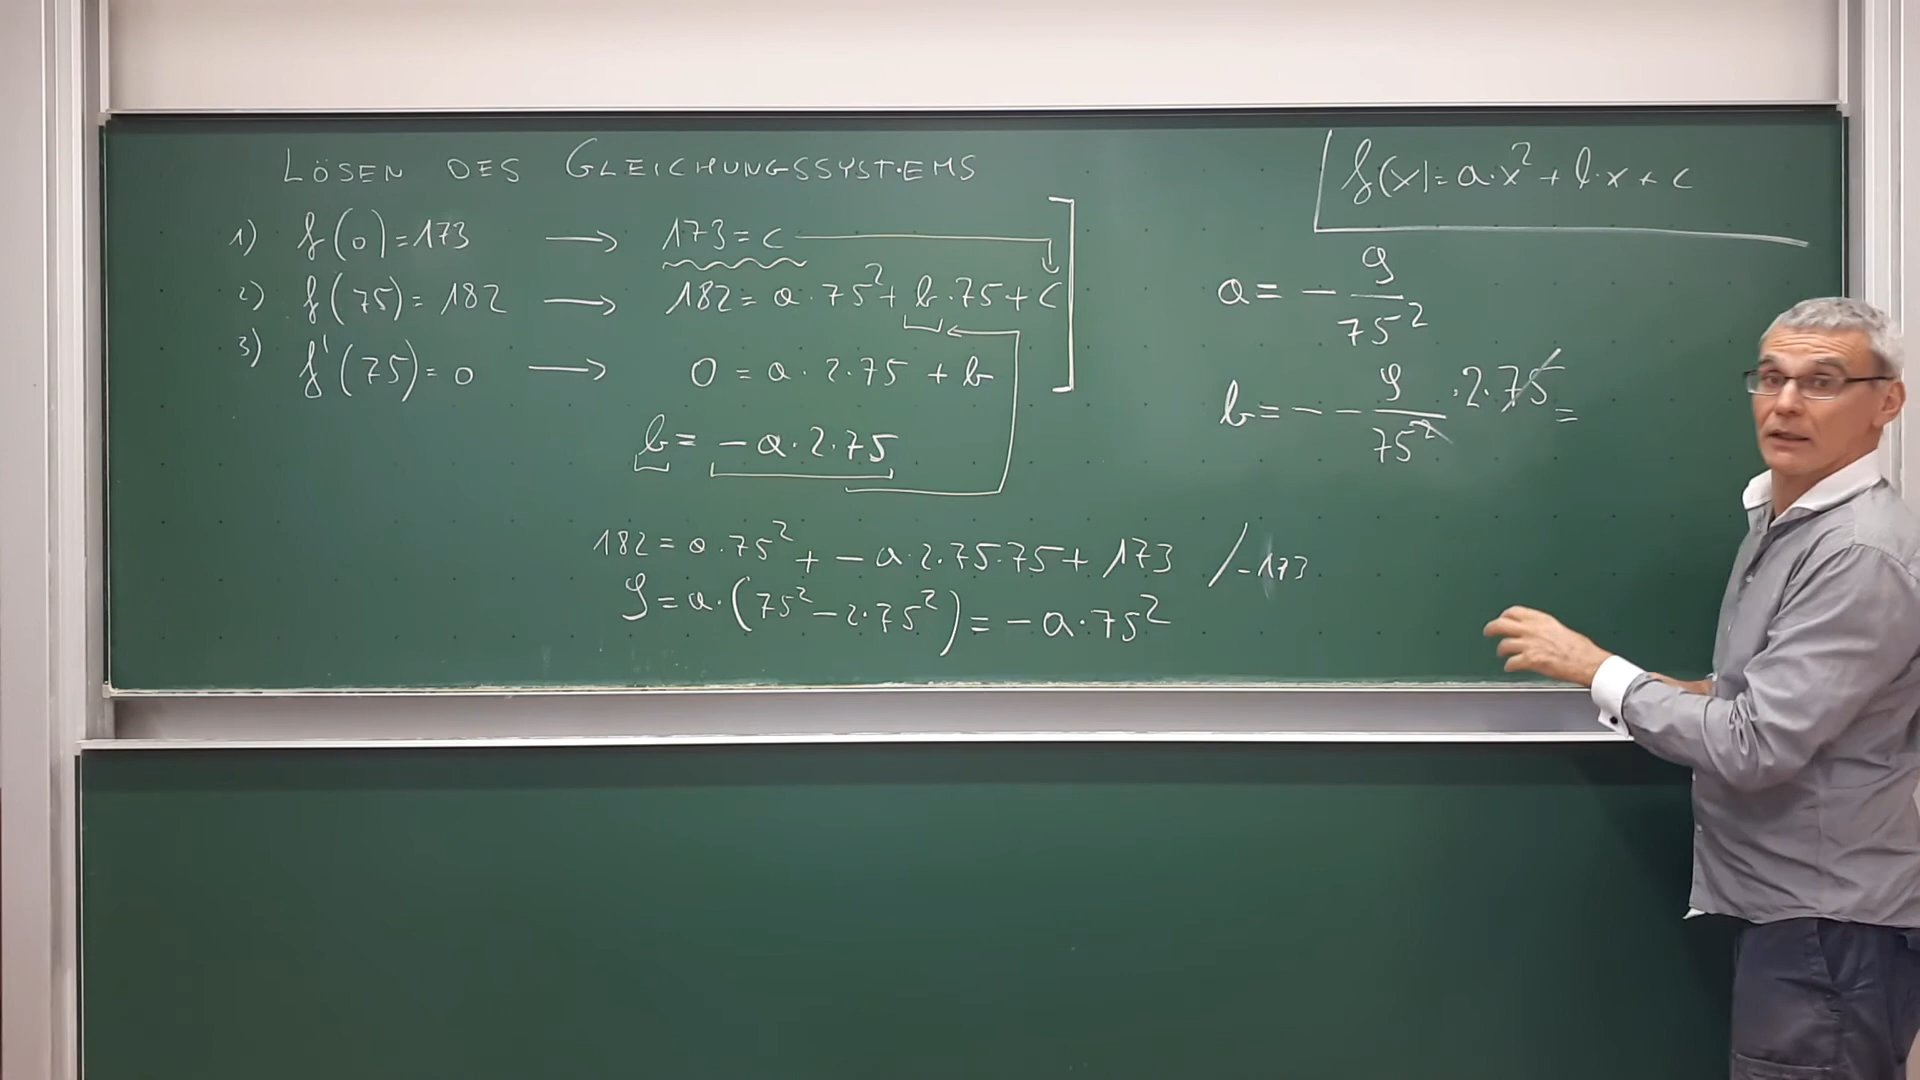 LÖSEN DES GLEICHUNGSSYSTEMS
1) f(0)=173 → 173=c
2) f(75)=182 → 182=a·75²+b·75+c
3) f'(75)=0 → 0=a·2·75+b
b=-a·2·75
182=a·75²+-a·2·75·75+173 /-173
9=a·(75²-2·75²)=-a·75²
f(x)=a·x²+b·x+c
a=-9/75²
b=--9/75²·2·75=